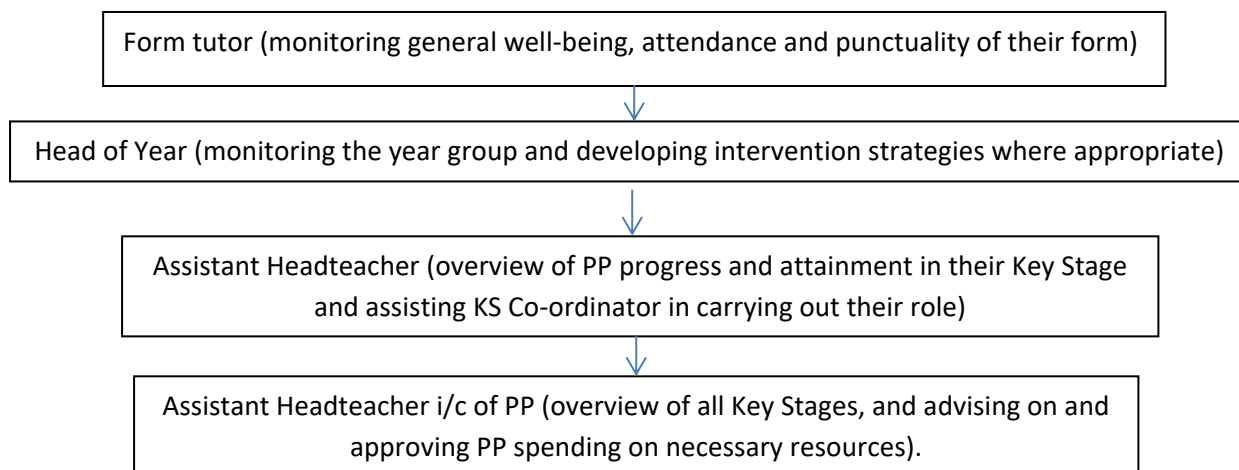 Form tutor (monitoring general well-being, attendance and punctuality of their form)
Head of Year (monitoring the year group and developing intervention strategies where appropriate)
Assistant Headteacher (overview of PP progress and attainment in their Key Stage
and assisting KS Co-ordinator in carrying out their role)
Assistant Headteacher i/c of PP (overview of all Key Stages, and advising on and
approving PP spending on necessary resources).